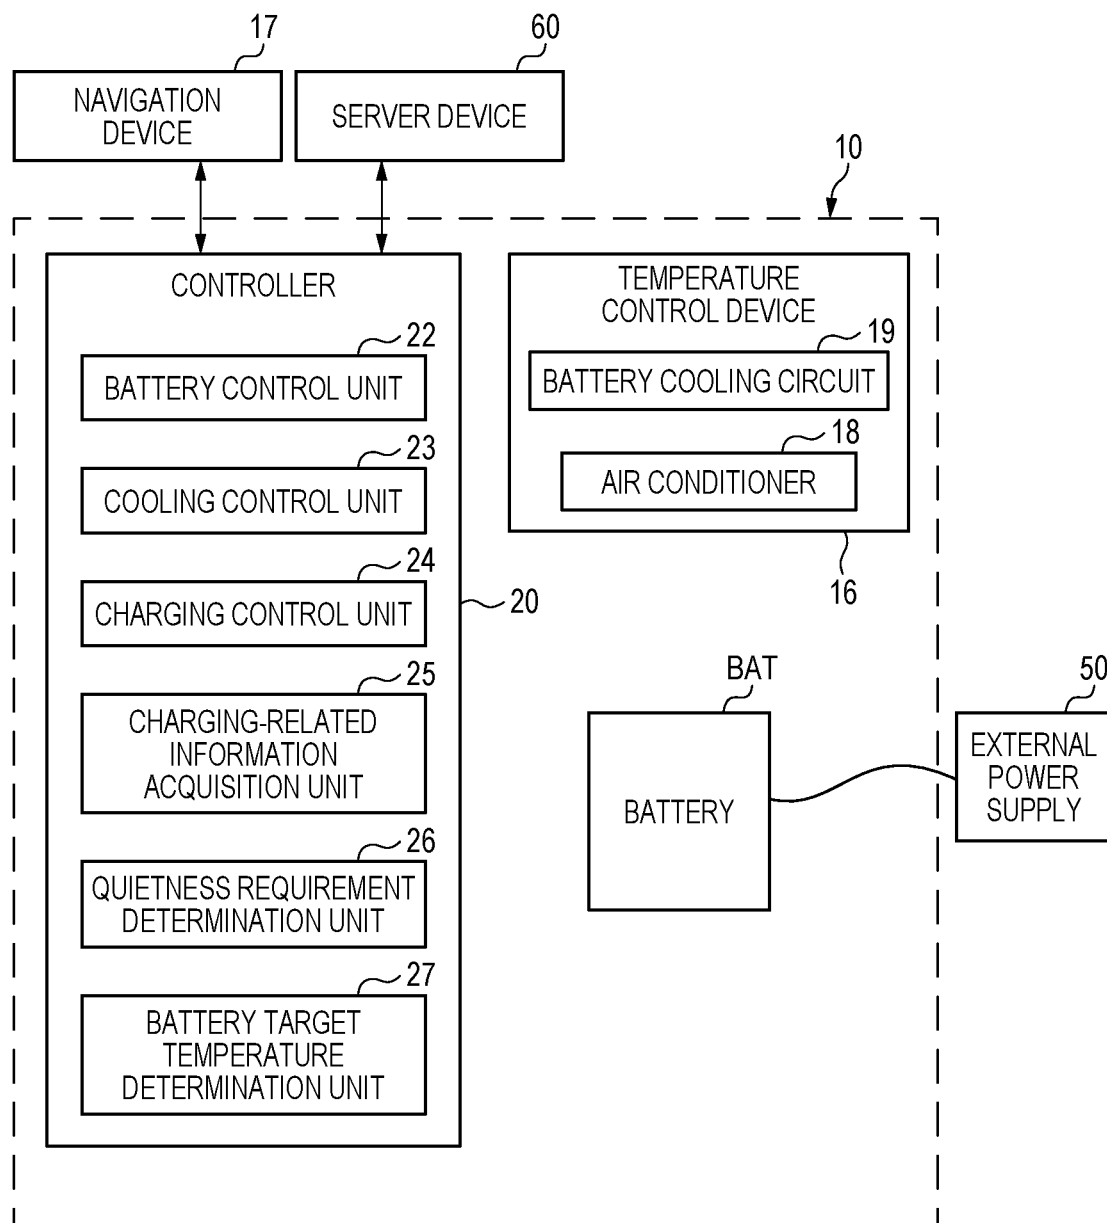 17
NAVIGATION
DEVICE
60
SERVER DEVICE
10
CONTROLLER
22
BATTERY CONTROL UNIT
23
COOLING CONTROL UNIT
24
CHARGING CONTROL UNIT
20
25
CHARGING-RELATED
INFORMATION
ACQUISITION UNIT
26
QUIETNESS REQUIREMENT
DETERMINATION UNIT
27
BATTERY TARGET
TEMPERATURE
DETERMINATION UNIT
TEMPERATURE
CONTROL DEVICE
19
BATTERY COOLING CIRCUIT
18
AIR CONDITIONER
16
BAT
BATTERY
50
EXTERNAL
POWER
SUPPLY